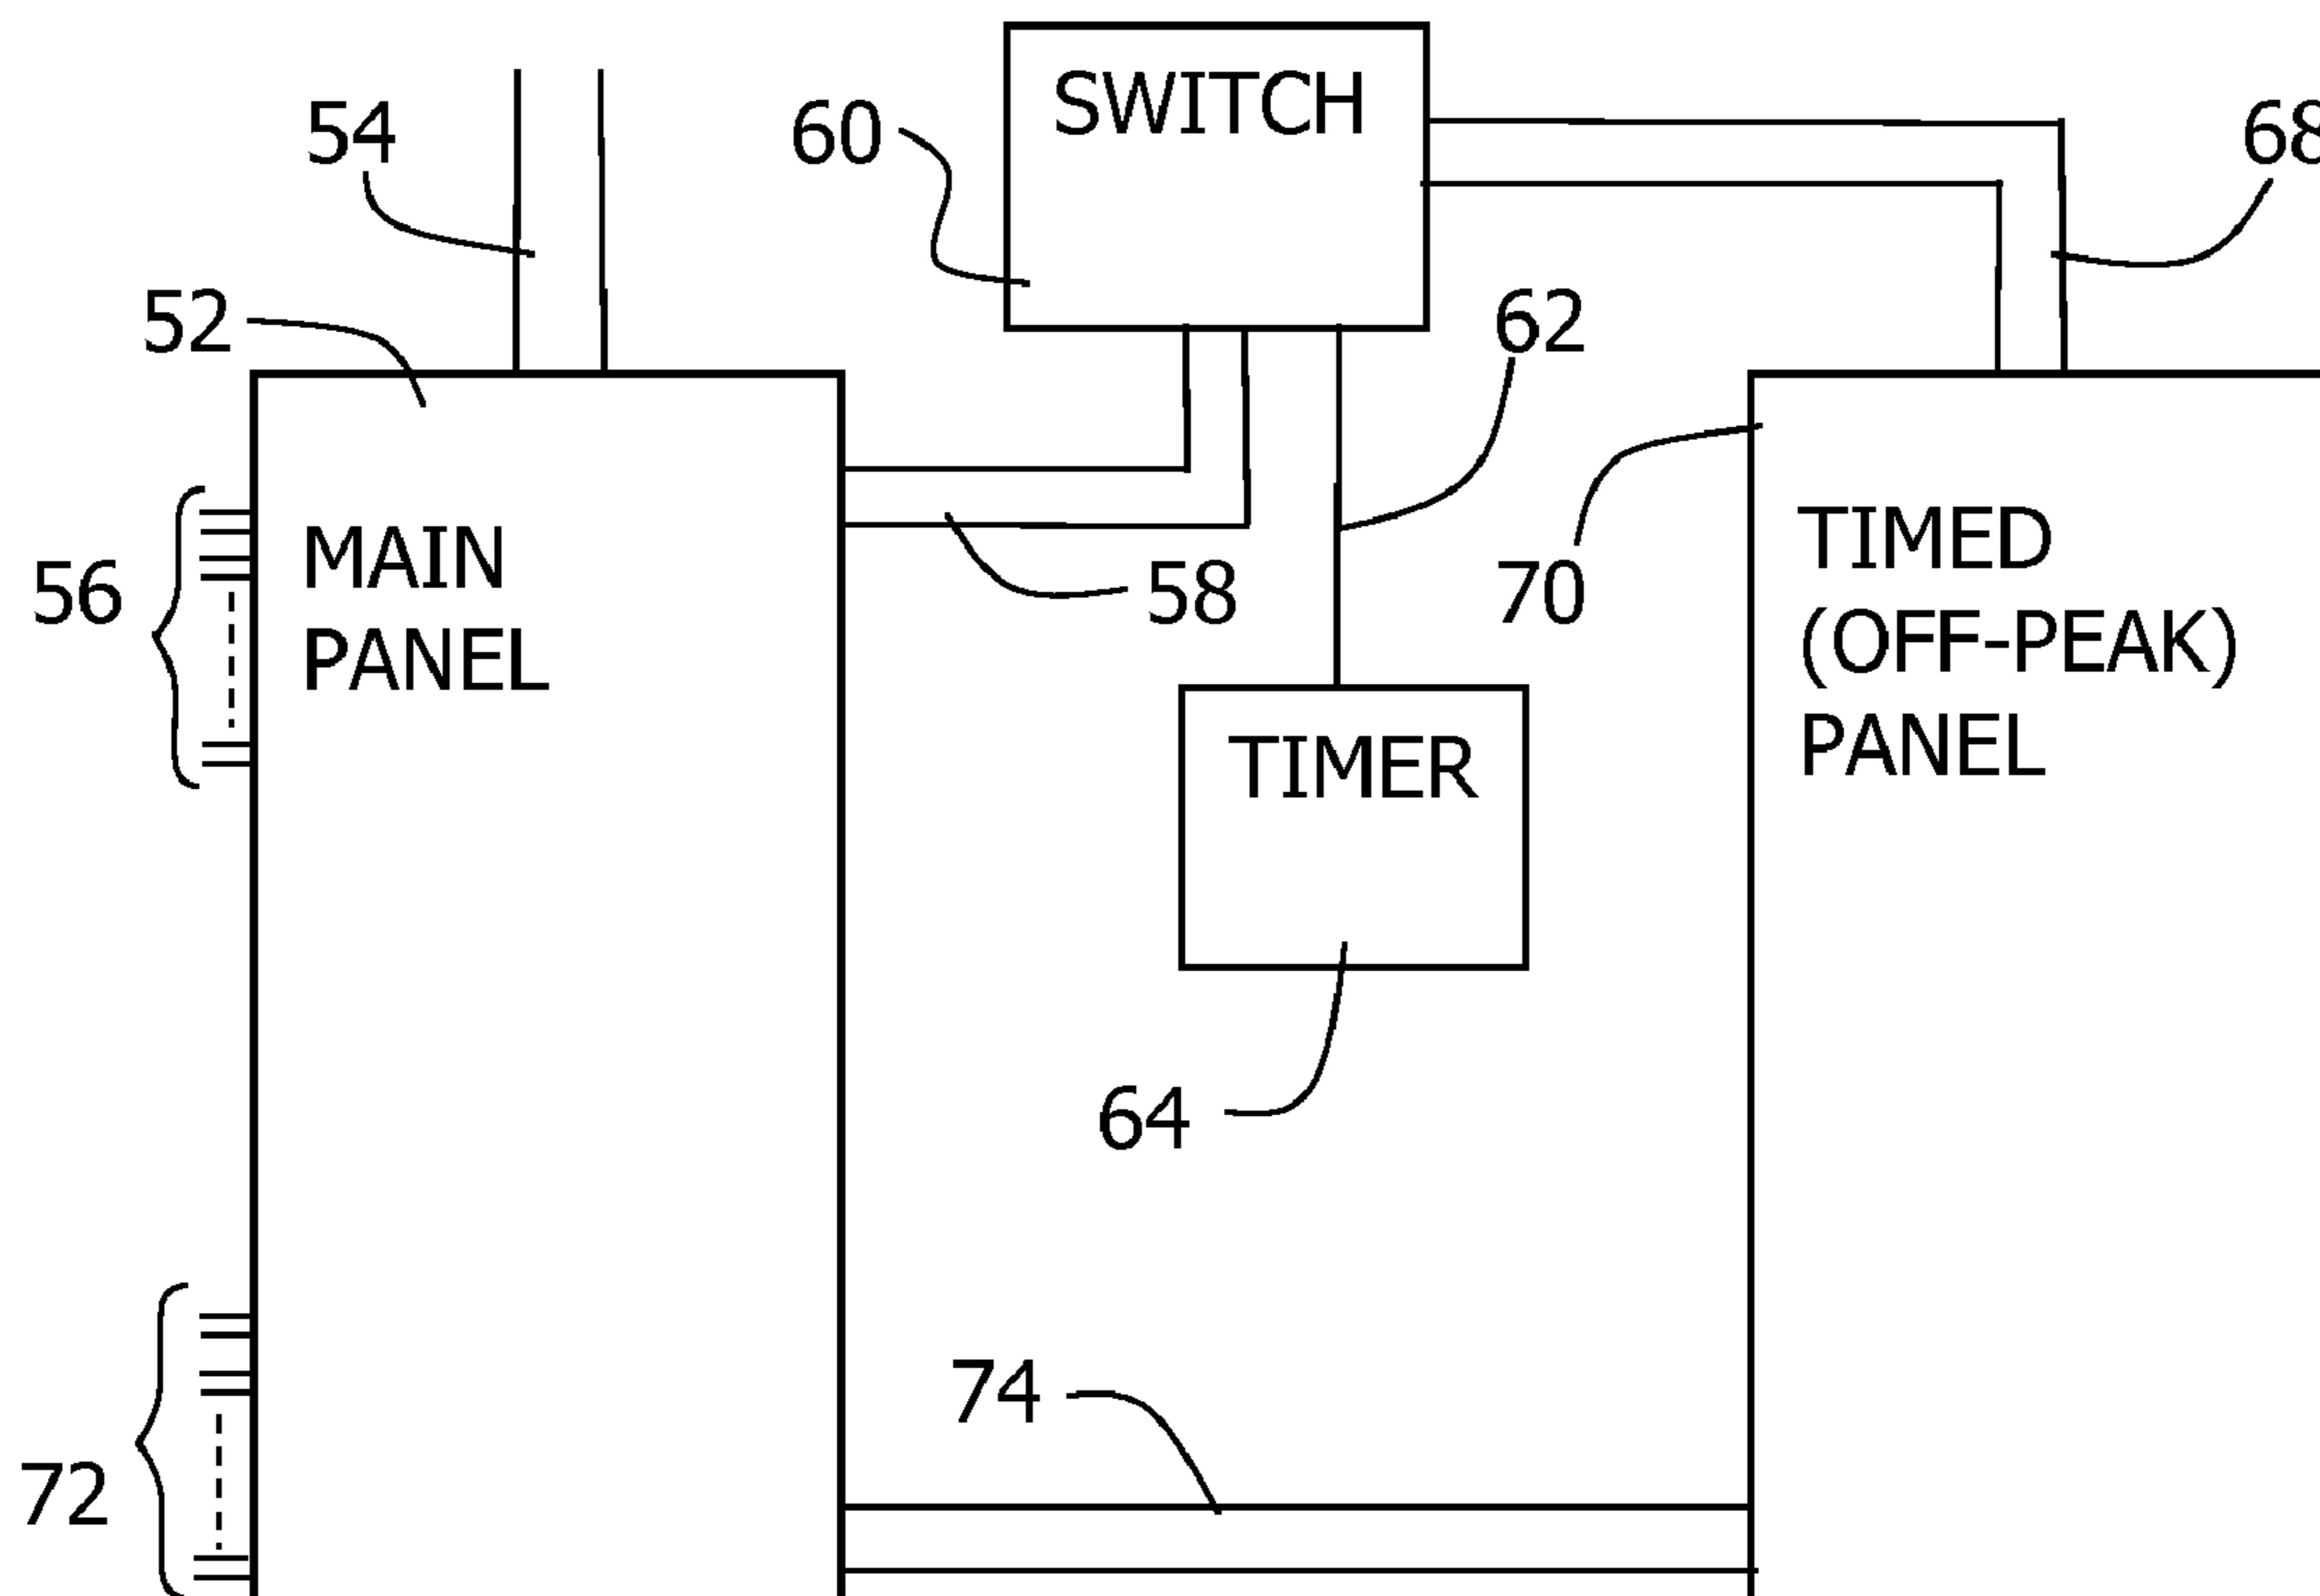 SWITCH
54
60
68
52
62
MAIN
PANEL
56
58
70
TIMED
(OFF-PEAK)
PANEL
TIMER
64
74
72